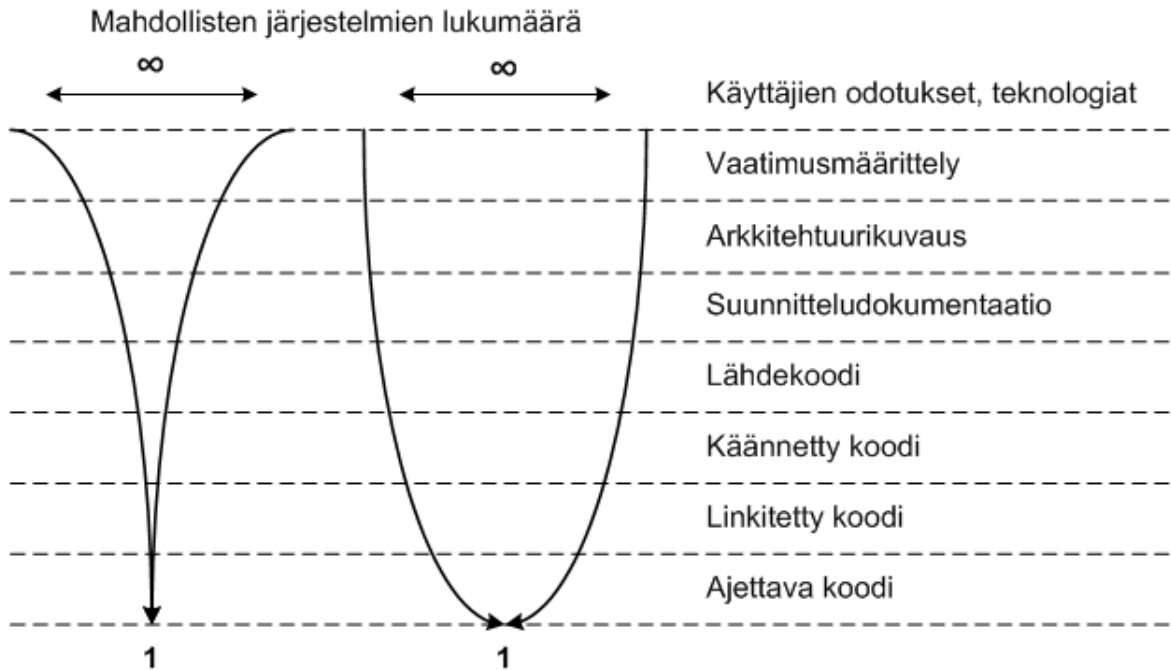 Mahdollisten järjestelmien lukumäärä
∞ ∞
Käyttäjien odotukset, teknologiat
Vaatimusmäärittely
Arkkitehtuurikuvaus
Suunnitteludokumentaatio
Lähdekoodi
Käännetty koodi
Linkitetty koodi
Ajettava koodi
1 1